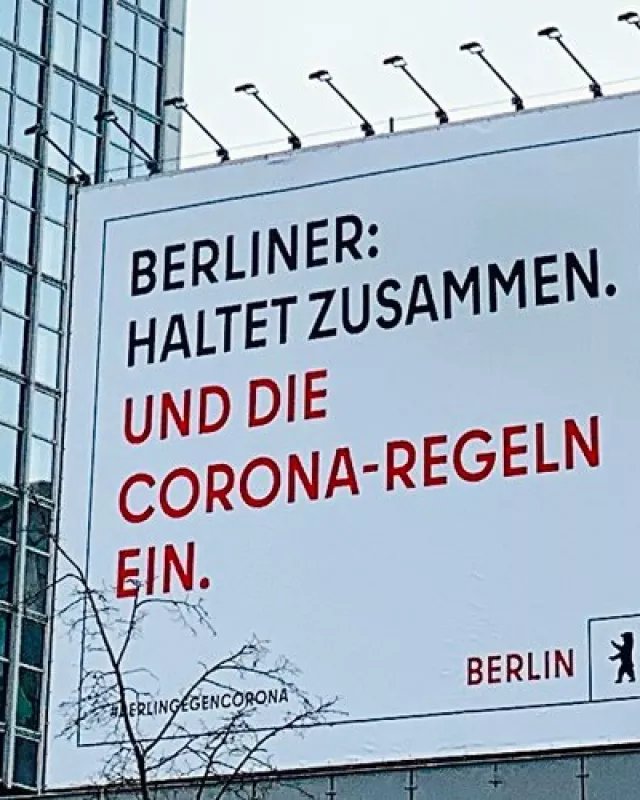 BERLINER:
HALTET ZUSAMMEN.
UND DIE
CORONA-REGELN
EIN.
BERLIN
#BERLINGEGENCORONA